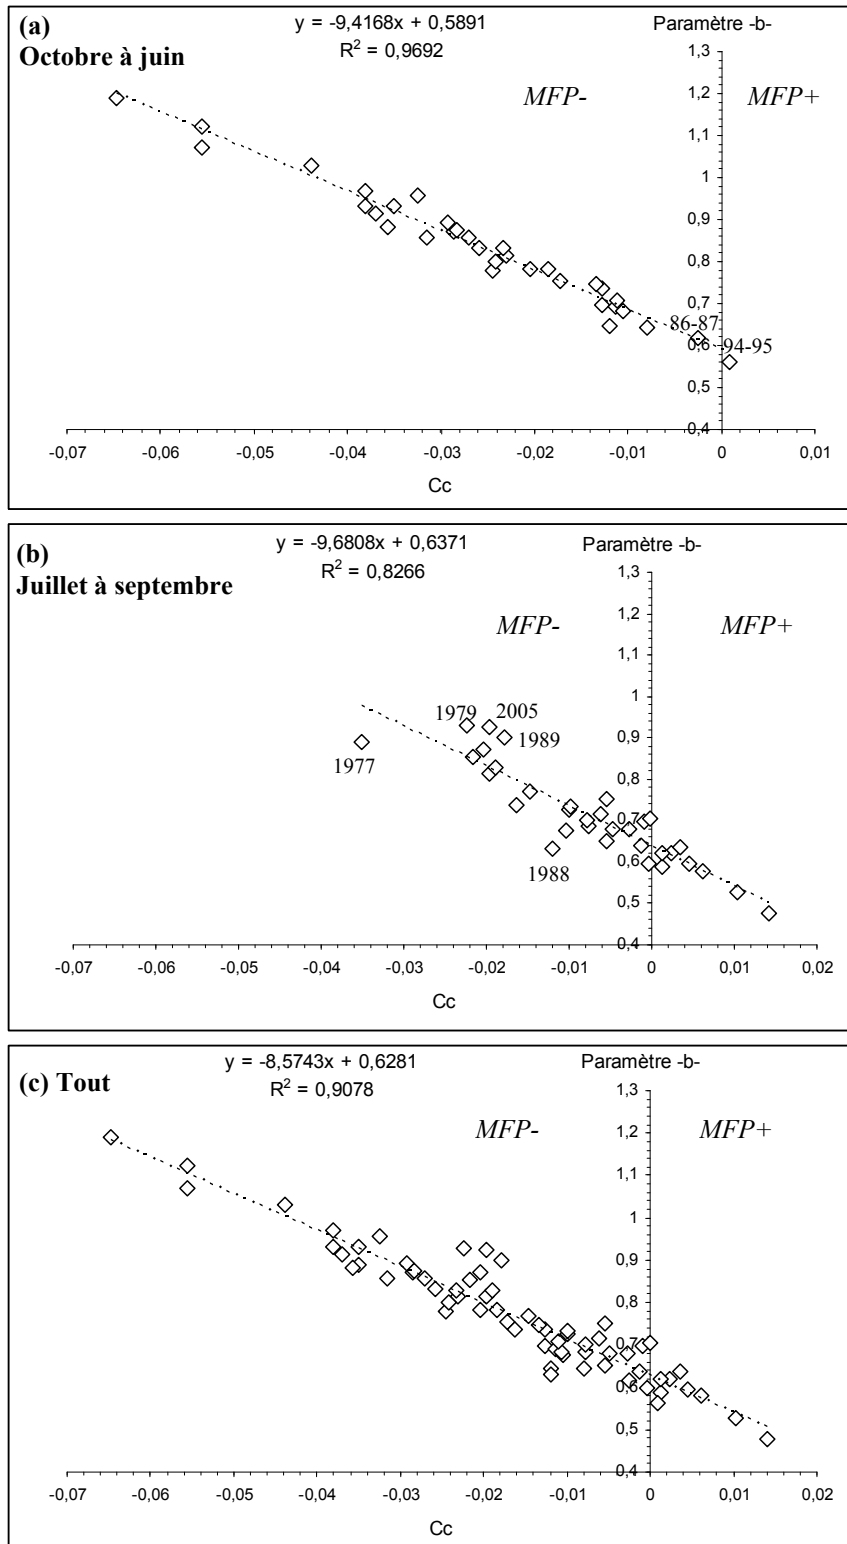 (a)
Octobre à juin
y = -9,4168x + 0,5891
R² = 0,9692
Paramètre -b-
MFP-
MFP+
1,3
1,2
1,1
1
0,9
0,8
0,7
0,6
0,5
0,4
86-87
94-95
-0,07 -0,06 -0,05 -0,04 -0,03 -0,02 -0,01 0 0,01
Cc
(b)
Juillet à septembre
y = -9,6808x + 0,6371
R² = 0,8266
Paramètre -b-
MFP-
MFP+
1,3
1,2
1,1
1
0,9
0,8
0,7
0,6
0,5
0,4
1979
2005
1989
1977
1988
-0,07 -0,06 -0,05 -0,04 -0,03 -0,02 -0,01 0 0,01 0,02
Cc
(c) Tout
y = -8,5743x + 0,6281
R² = 0,9078
Paramètre -b-
MFP-
MFP+
1,3
1,2
1,1
1
0,9
0,8
0,7
0,6
0,5
0,4
-0,07 -0,06 -0,05 -0,04 -0,03 -0,02 -0,01 0 0,01 0,02
Cc